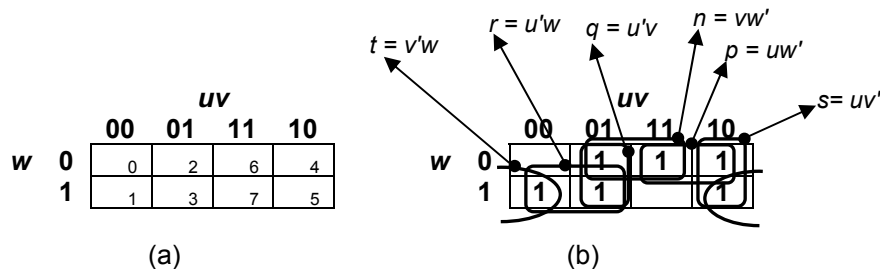 r = u'w
q = u'v
n = vw'
t = v'w
p = uw'
s= uv'
uv
uv
00 01 11 10
00 01 11 10
w 0 0 2 6 4
w 0 1 1 1
1 1 3 7 5
1 1 1 1
(a)
(b)